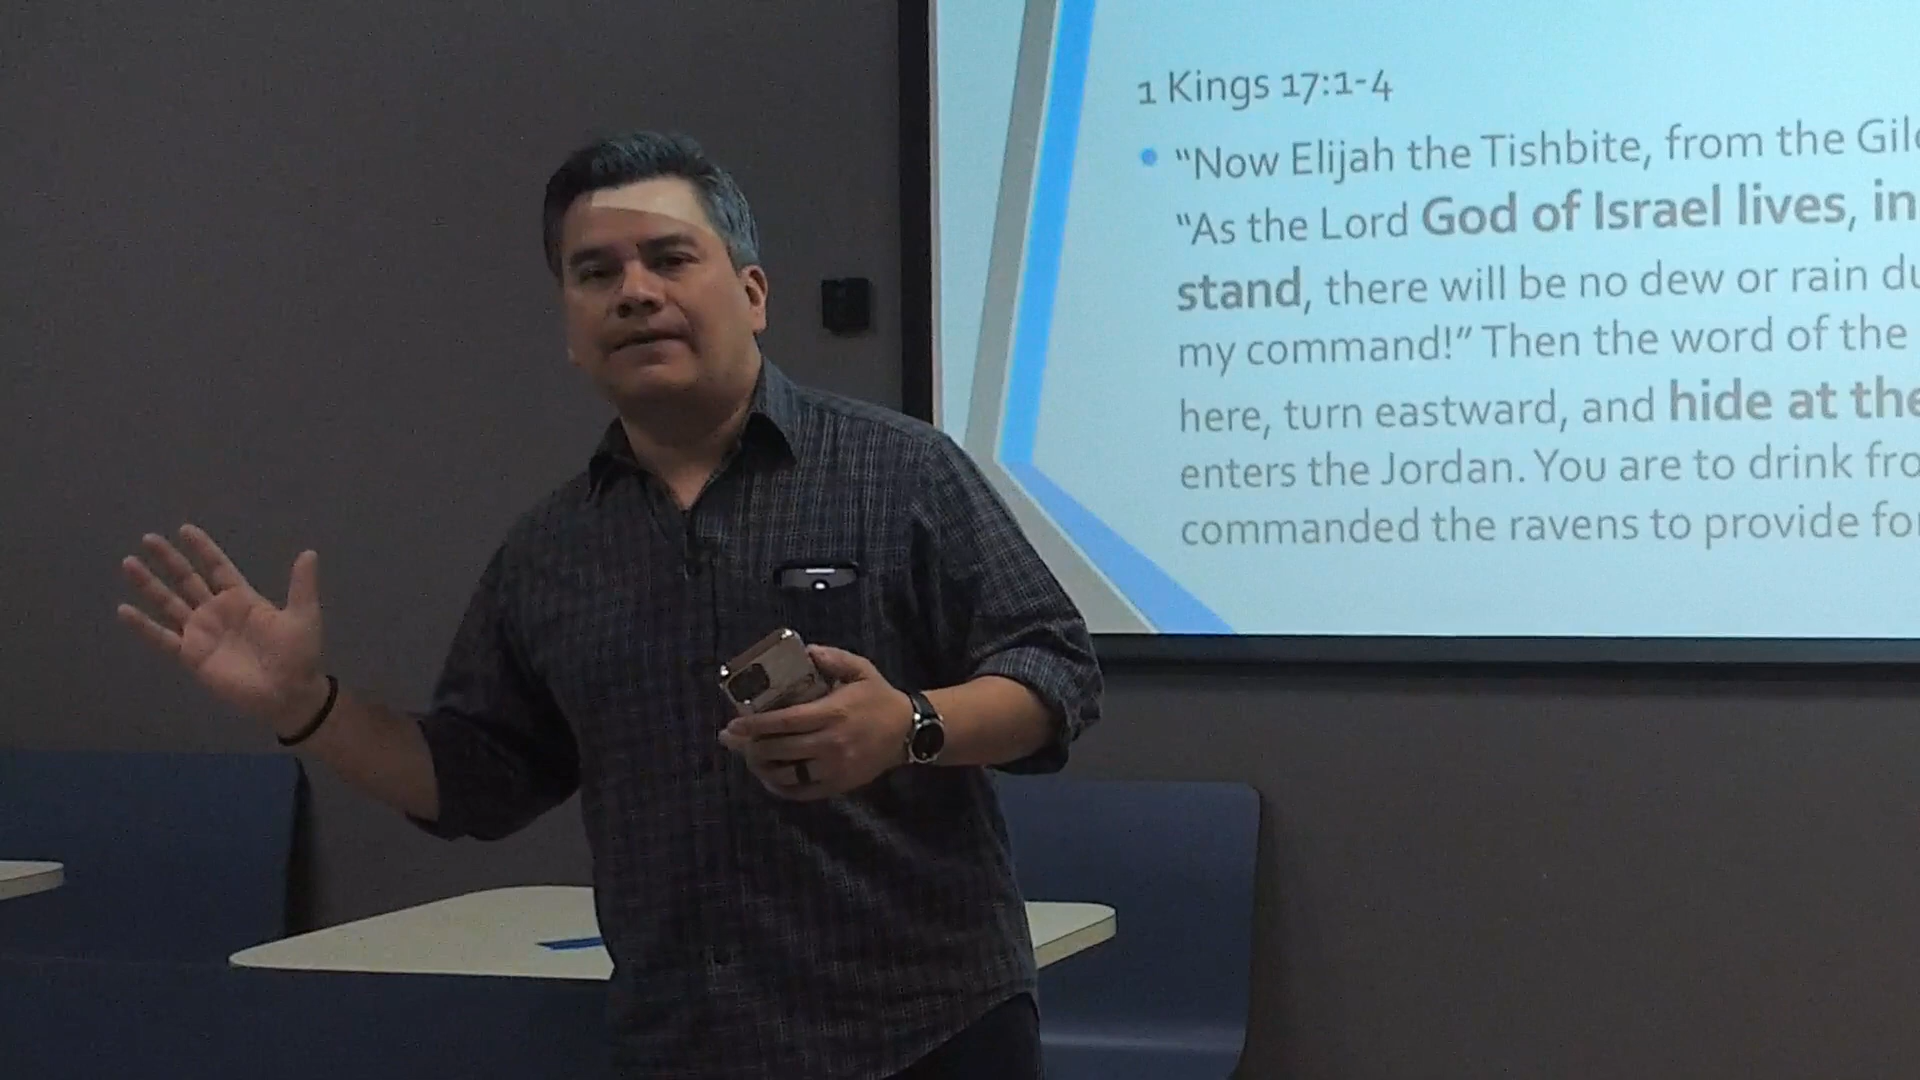 1 Kings 17:1-4
“Now Elijah the Tishbite, from the
“As the Lord God of Israel lives, in
stand, there will be no dew or rain
my command!” Then the word of the
here, turn eastward, and hide at the
enters the Jordan. You are to drink
commanded the ravens to provide